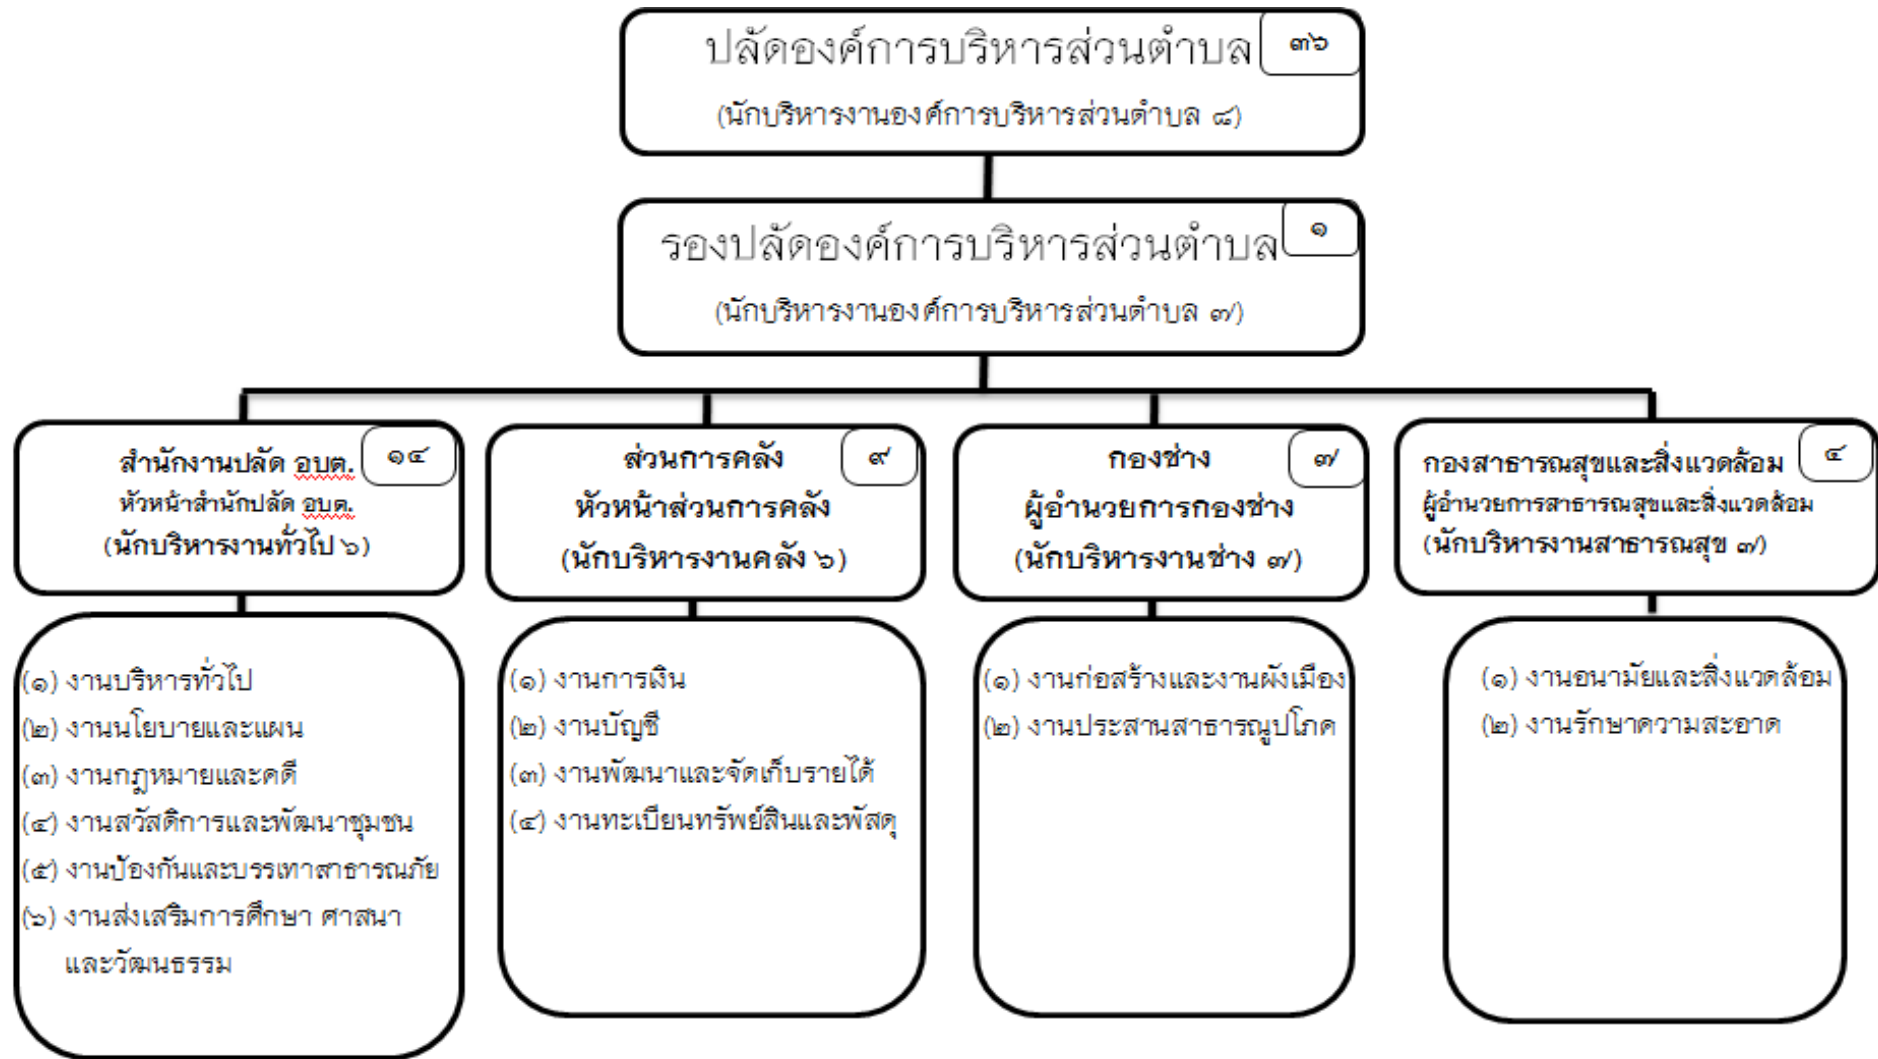 ปลัดองค์การบริหารส่วนตำบล ๓๖
(นักบริหารงานองค์การบริหารส่วนตำบล ๘)
รองปลัดองค์การบริหารส่วนตำบล ๑
(นักบริหารงานองค์การบริหารส่วนตำบล ๗)
สำนักงานปลัด อบต. ๑๔
หัวหน้าสำนักปลัด อบต.
(นักบริหารงานทั่วไป ๖)
ส่วนการคลัง ๙
หัวหน้าส่วนการคลัง
(นักบริหารงานคลัง ๖)
กองช่าง ๗
ผู้อำนวยการกองช่าง
(นักบริหารงานช่าง ๗)
กองสาธารณสุขและสิ่งแวดล้อม ๔
ผู้อำนวยการสาธารณสุขและสิ่งแวดล้อม
(นักบริหารงานสาธารณสุข ๗)
(๑) งานบริหารทั่วไป
(๒) งานนโยบายและแผน
(๓) งานกฎหมายและคดี
(๔) งานสวัสดิการและพัฒนาชุมชน
(๕) งานป้องกันและบรรเทาสาธารณภัย
(๖) งานส่งเสริมการศึกษา ศาสนา
และวัฒนธรรม
(๑) งานการเงิน
(๒) งานบัญชี
(๓) งานพัฒนาและจัดเก็บรายได้
(๔) งานทะเบียนทรัพย์สินและพัสดุ
(๑) งานก่อสร้างและงานผังเมือง
(๒) งานประสานสาธารณูปโภค
(๑) งานอนามัยและสิ่งแวดล้อม
(๒) งานรักษาความสะอาด